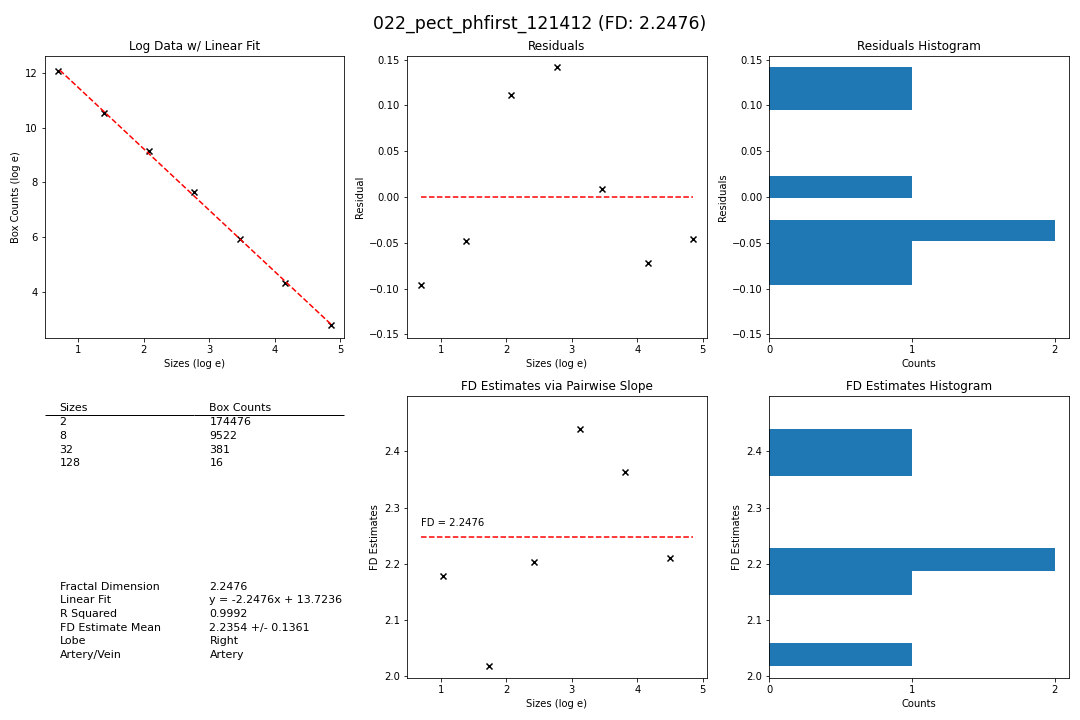 022_pect_phfirst_121412 (FD: 2.2476)
Log Data w/ Linear Fit
12
10
8
6
4
Box Counts (log e)
1 2 3 4 5
Sizes (log e)
Residuals
0.15
0.10
0.05
0.00
−0.05
−0.10
−0.15
Residual
1 2 3 4 5
Sizes (log e)
Residuals Histogram
0.15
0.10
0.05
0.00
−0.05
−0.10
−0.15
Residuals
0 1 2
Counts
Sizes Box Counts
2 174476
8 9522
32 381
128 16
Fractal Dimension 2.2476
Linear Fit y = -2.2476x + 13.7236
R Squared 0.9992
FD Estimate Mean 2.2354 +/- 0.1361
Lobe Right
Artery/Vein Artery
FD Estimates via Pairwise Slope
2.4
2.3
2.2
2.1
2.0
FD Estimates
FD = 2.2476
1 2 3 4 5
Sizes (log e)
FD Estimates Histogram
2.4
2.3
2.2
2.1
2.0
FD Estimates
0 1 2
Counts